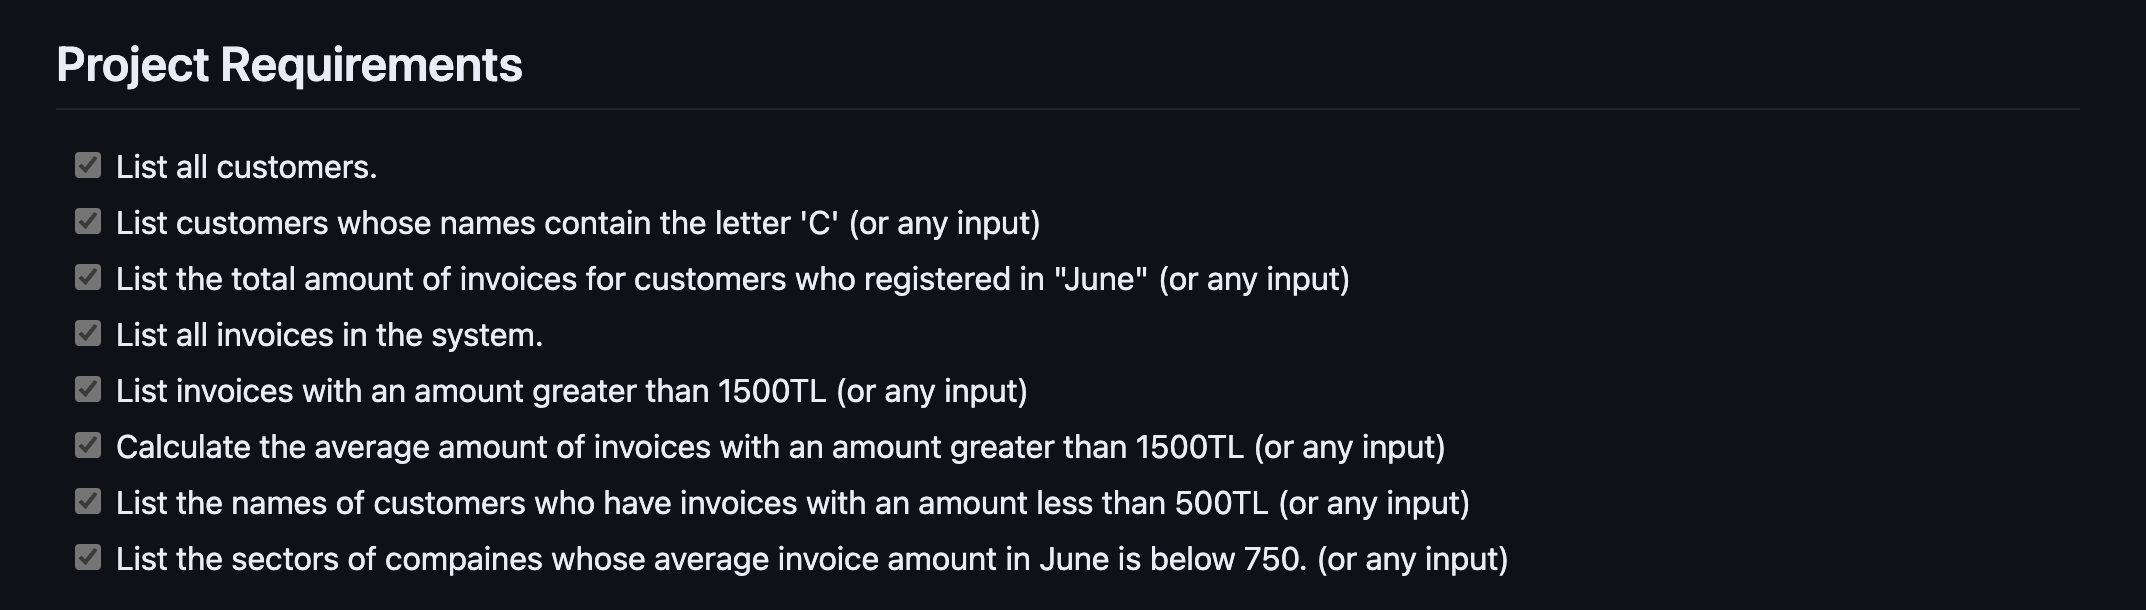 Project Requirements
List all customers.
List customers whose names contain the letter 'C' (or any input)
List the total amount of invoices for customers who registered in "June" (or any input)
List all invoices in the system.
List invoices with an amount greater than 1500TL (or any input)
Calculate the average amount of invoices with an amount greater than 1500TL (or any input)
List the names of customers who have invoices with an amount less than 500TL (or any input)
List the sectors of compaines whose average invoice amount in June is below 750. (or any input)